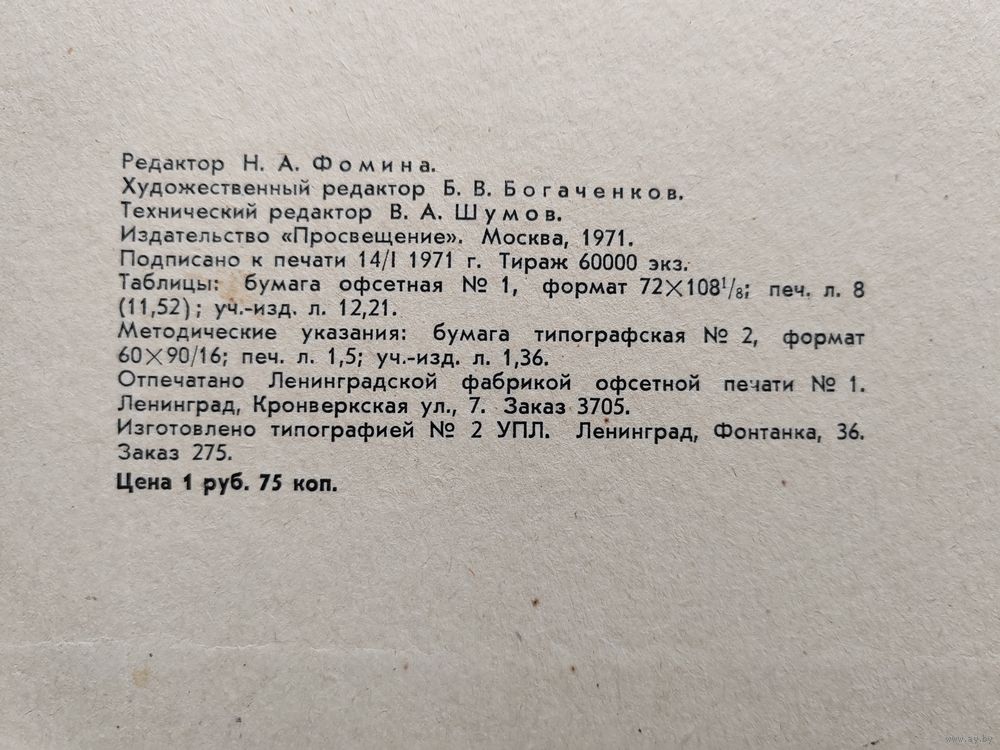 Редактор Н. А. Фомина.
Художественный редактор Б. В. Богаченков.
Технический редактор В. А. Шумов.
Издательство «Просвещение». Москва, 1971.
Подписано к печати 14/I 1971 г. Тираж 60000 экз.
Таблицы: бумага офсетная № 1, формат 72×108¹/₈; печ. л. 8
(11,52); уч.-изд. л. 12,21.
Методические указания: бумага типографская № 2, формат
60×90/16; печ. л. 1,5; уч.-изд. л. 1,36.
Отпечатано Ленинградской фабрикой офсетной печати № 1.
Ленинград, Кронверкская ул., 7. Заказ 3705.
Изготовлено типографией № 2 УПЛ. Ленинград, Фонтанка, 36.
Заказ 275.
Цена 1 руб. 75 коп.
www.ay.by